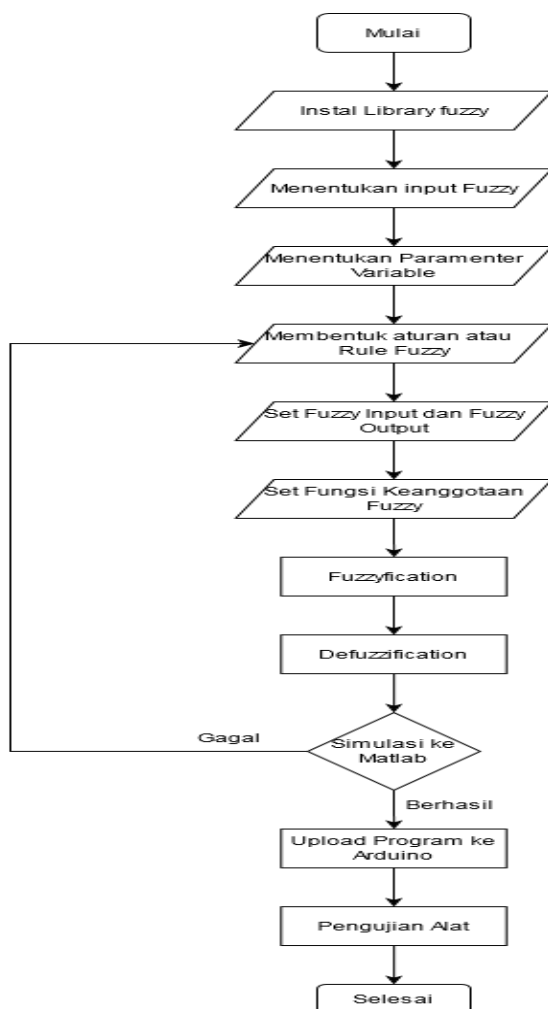 Mulai
Instal Library fuzzy
Menentukan input Fuzzy
Menentukan Paramenter
Variable
Membentuk aturan atau
Rule Fuzzy
Set Fuzzy Input dan Fuzzy
Output
Set Fungsi Keanggotaan
Fuzzy
Fuzzyfication
Defuzzification
Gagal
Simulasi ke
Matlab
Berhasil
Upload Program ke
Arduino
Pengujian Alat
Selesai